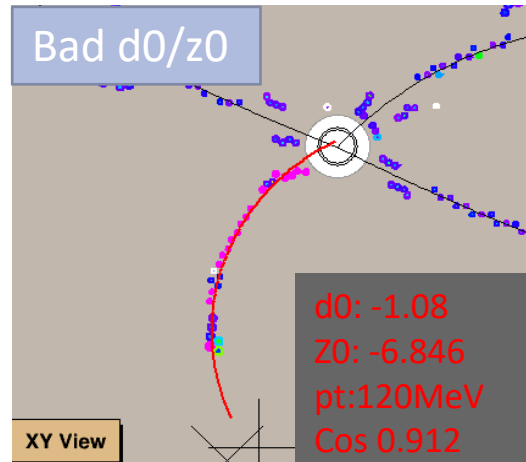 Bad d0/z0
d0: -1.08
Z0: -6.846
pt:120MeV
Cos 0.912
XY View